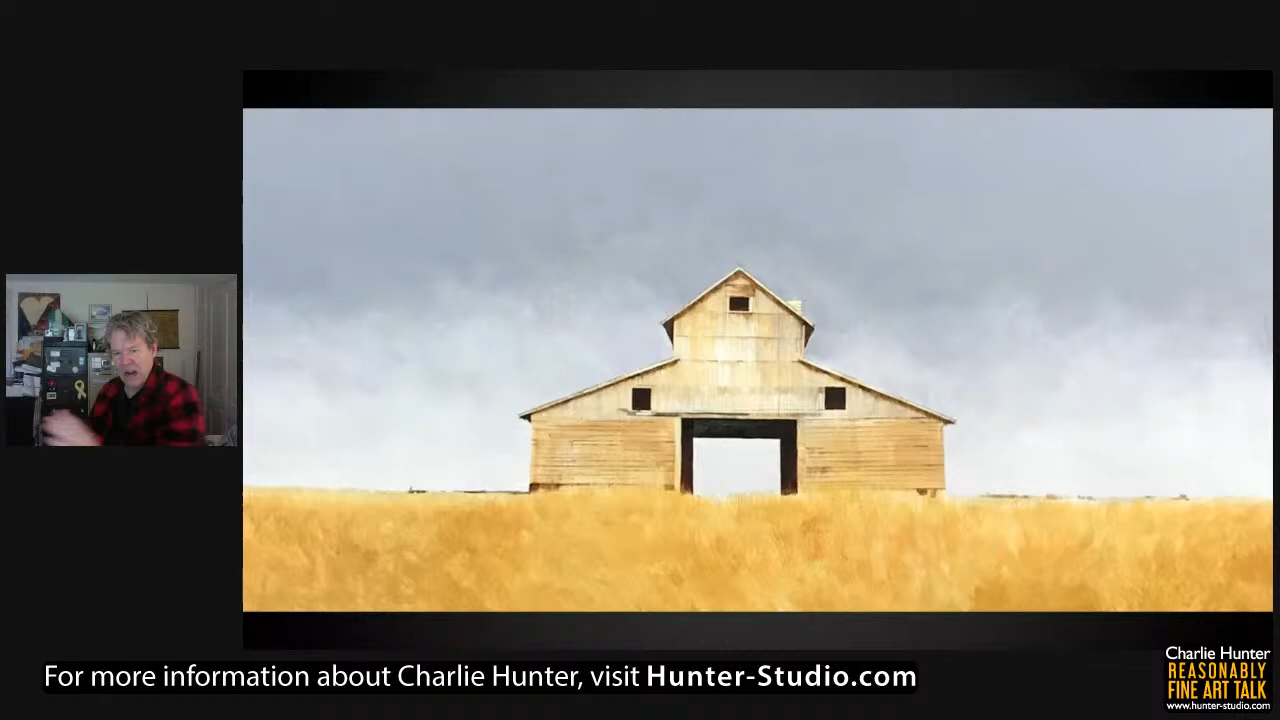 For more information about Charlie Hunter, visit Hunter-Studio.com
Charlie Hunter
REASONABLY
FINE ART TALK
www.hunter-studio.com